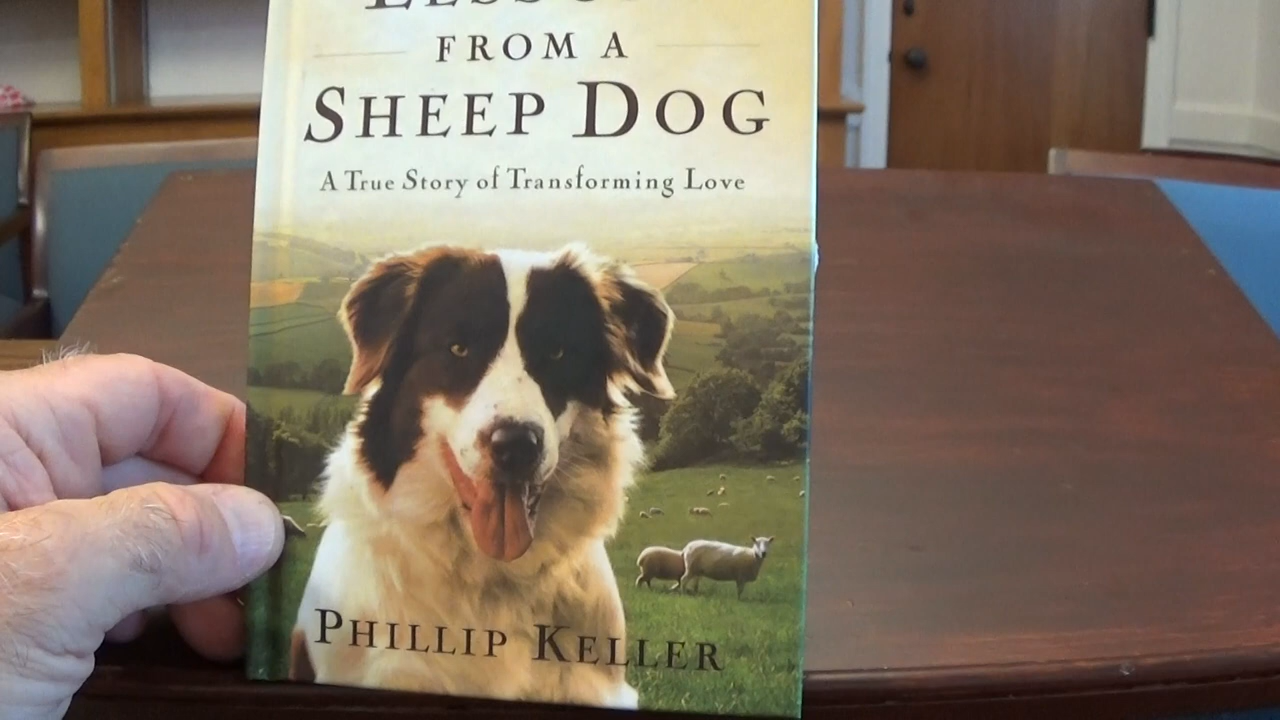 FROM A
SHEEP DOG
A True Story of Transforming Love
PHILLIP KELLER